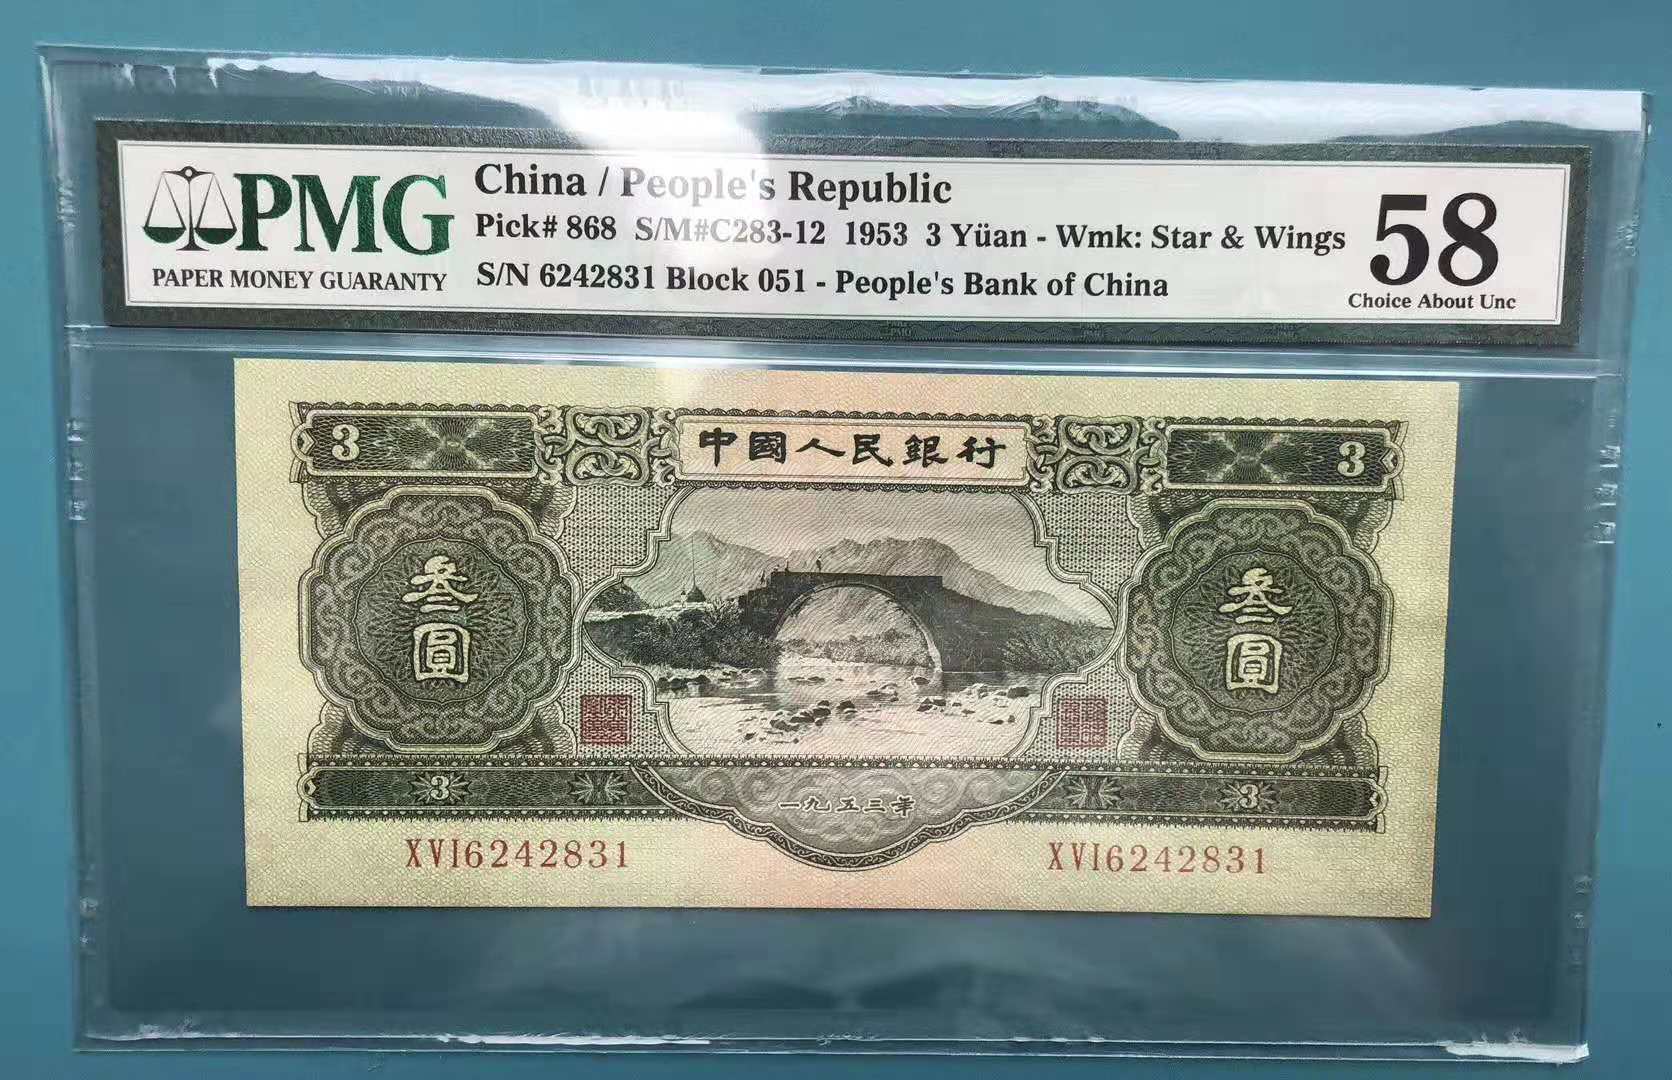 PMG
PAPER MONEY GUARANTY
China / People's Republic
Pick# 868 S/M#C283-12 1953 3 Yüan - Wmk: Star & Wings
S/N 6242831 Block 051 - People's Bank of China
58
Choice About Unc
3
中國人民銀行
3
叁圓
叁圓
3
一九五三年
3
XVI6242831
XVI6242831